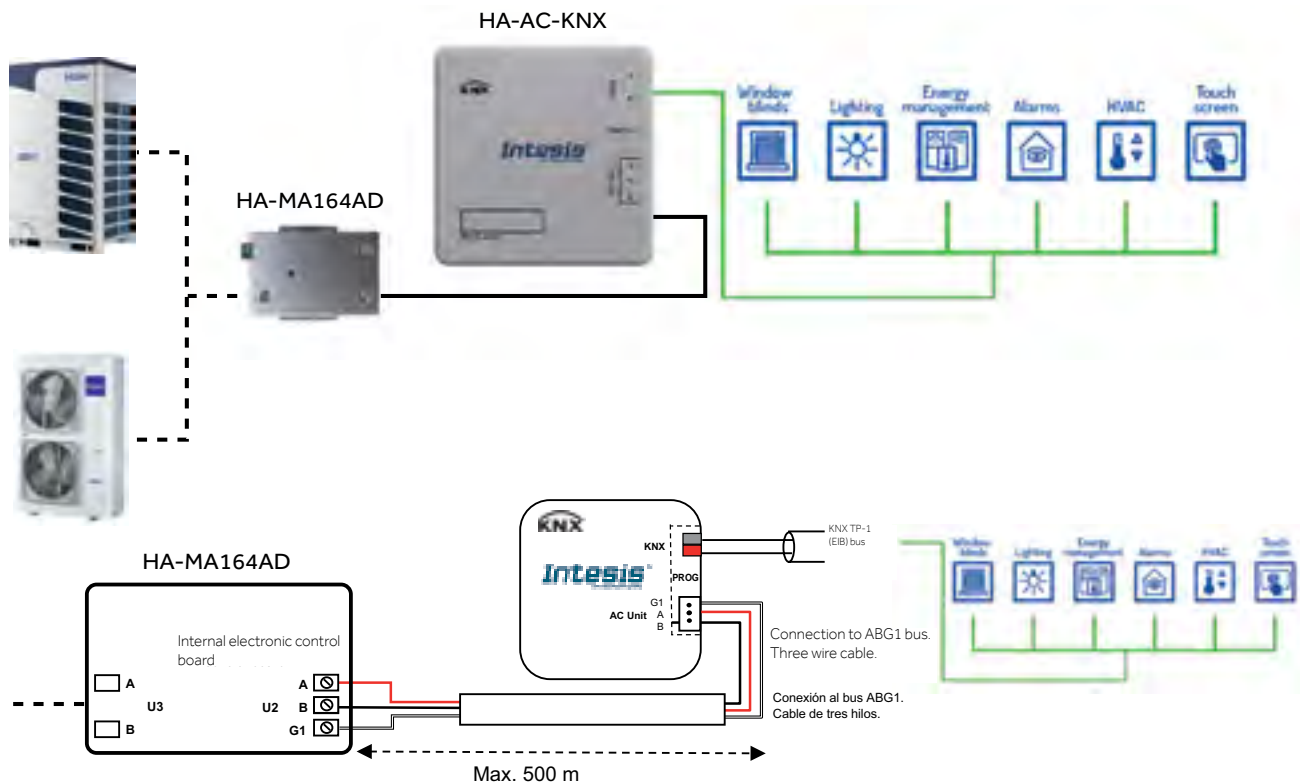 HA-AC-KNX
HA-MA164AD
KNX
Intesis
Window
blinds
Lighting
Energy
management
Alarms
HVAC
Touch
screen
HA-MA164AD
Internal electronic control
board
A
B
U3
U2
A
B
G1
KNX
Intesis
KNX
PROG
AC Unit
G1
A
B
KNX TP-1
(EIB) bus
Connection to ABG1 bus.
Three wire cable.
Conexión al bus ABG1.
Cable de tres hilos.
Max. 500 m
Window
blinds
Lighting
Energy
management
Alarms
HVAC
Touch
screen